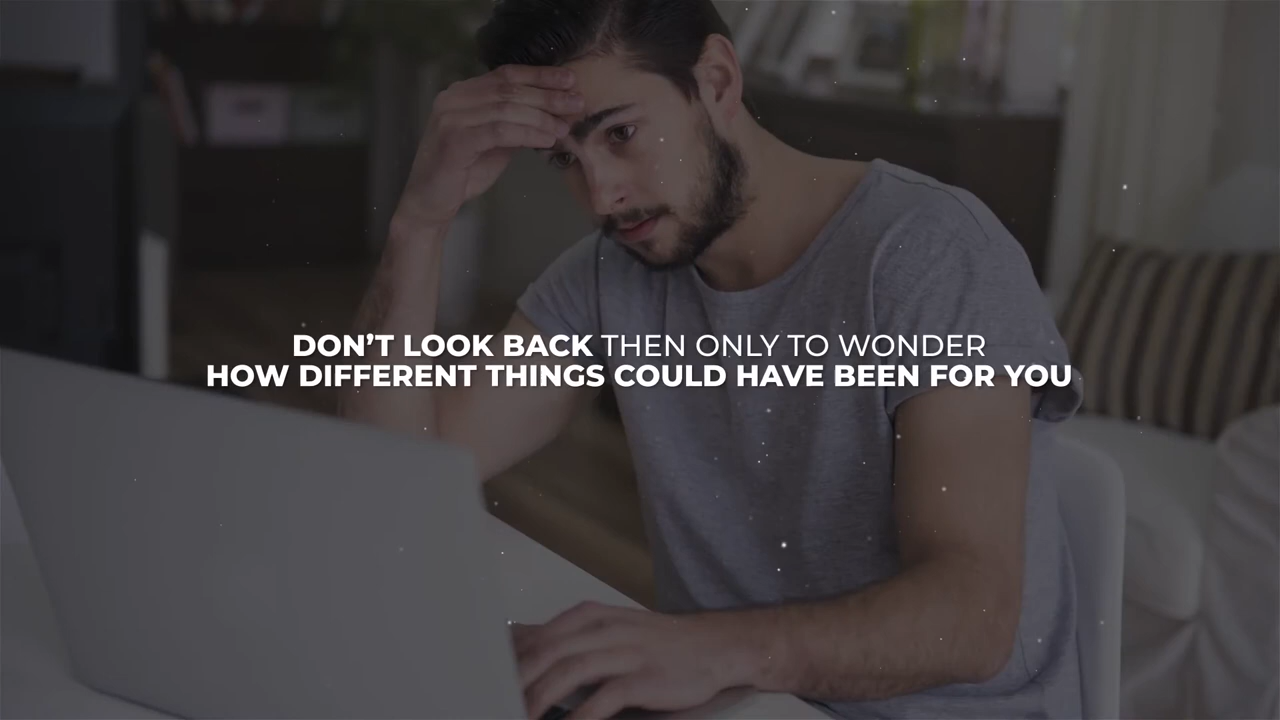 DON’T LOOK BACK THEN ONLY TO WONDER
HOW DIFFERENT THINGS COULD HAVE BEEN FOR YOU